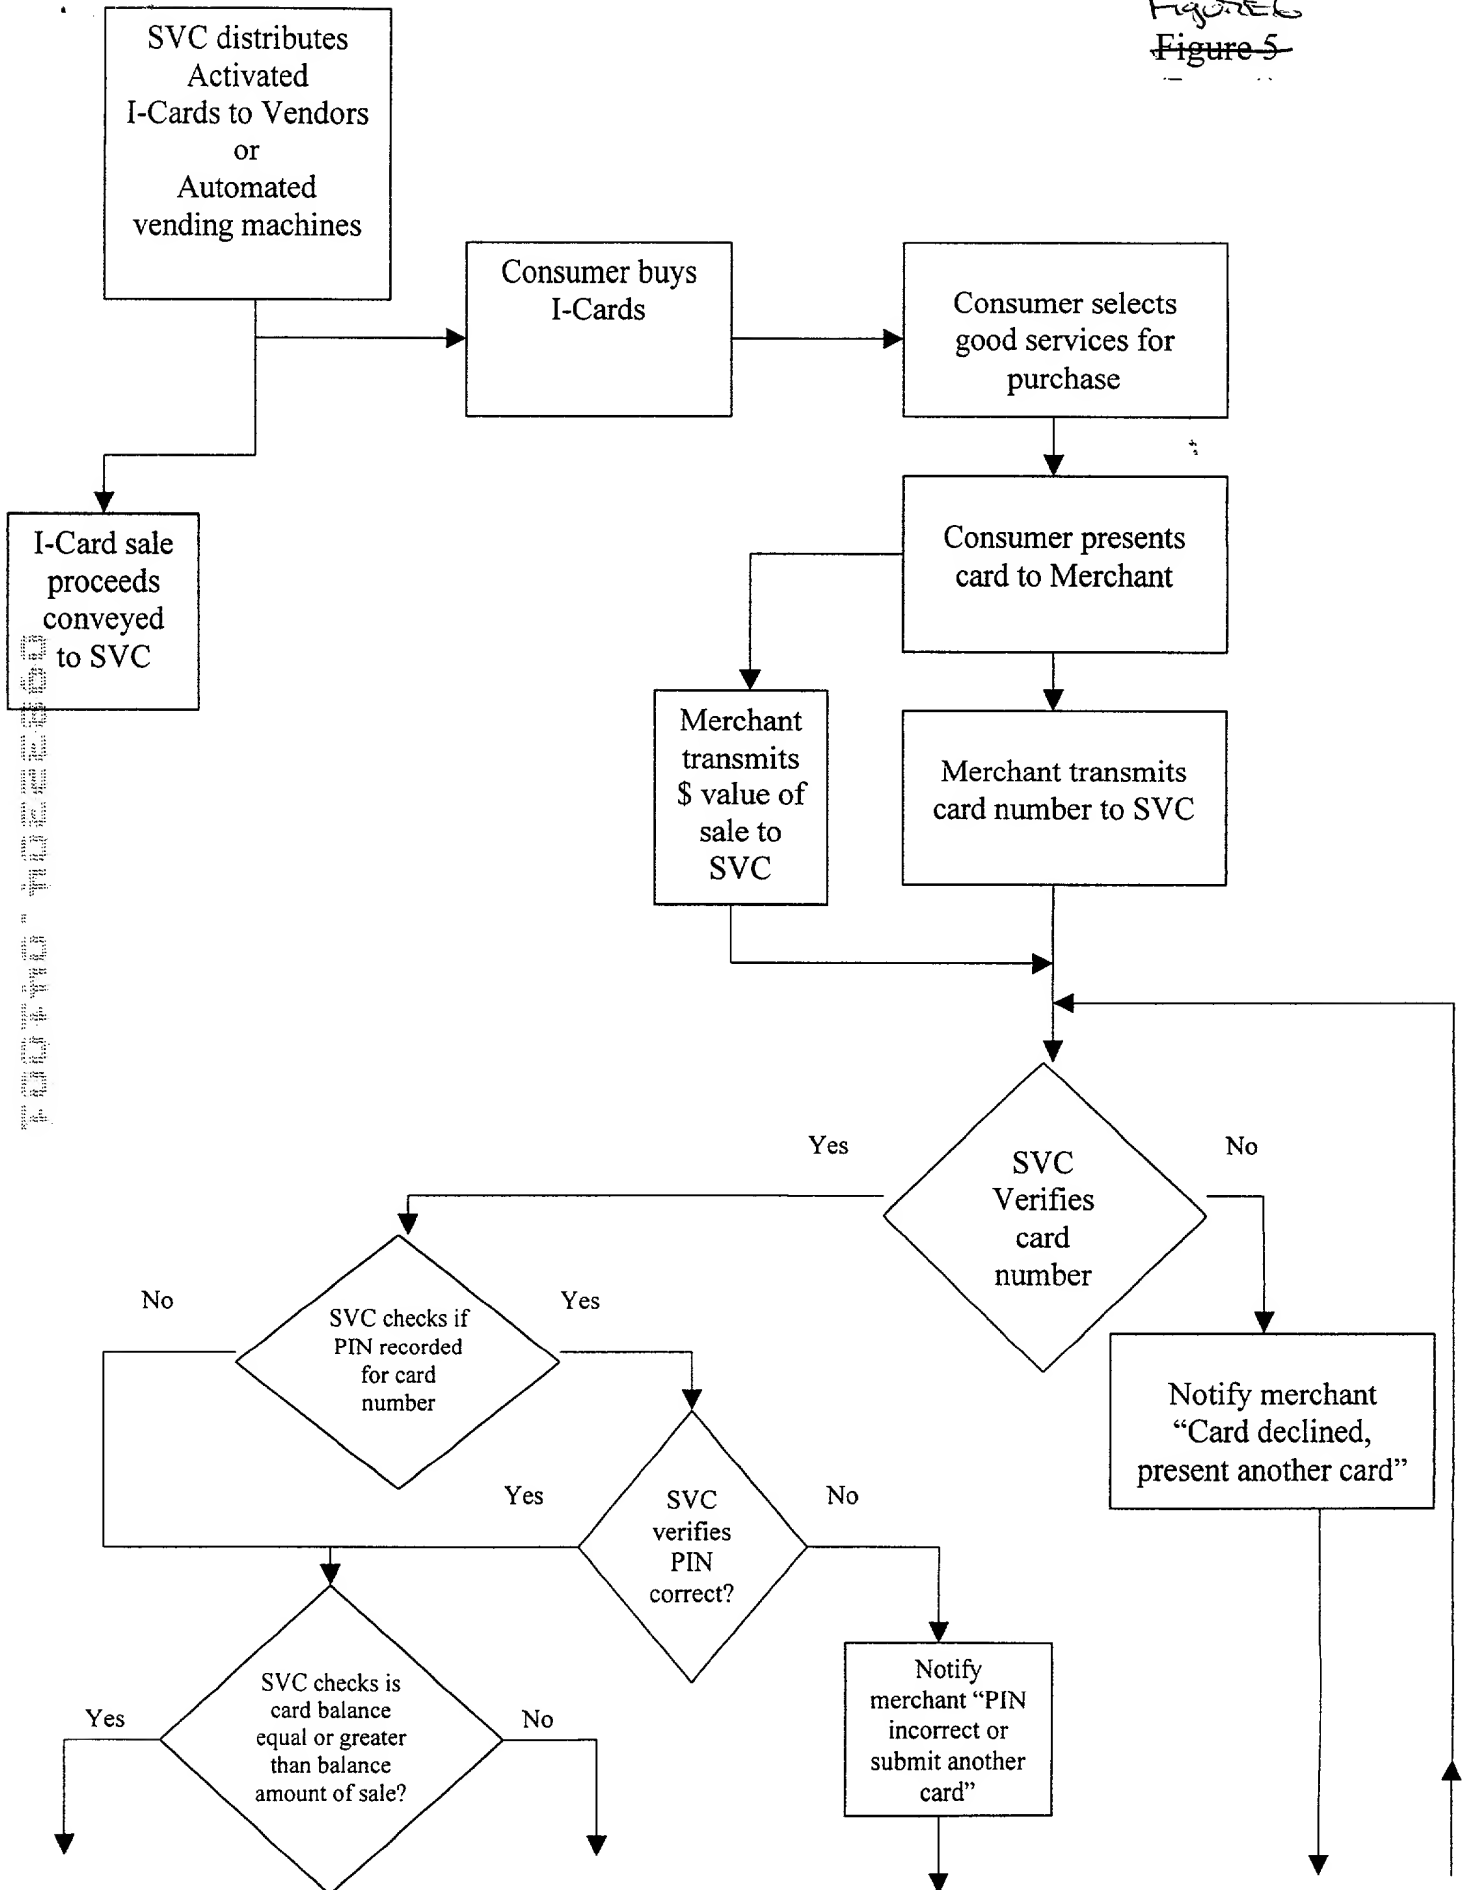 FigurE 6
Figure 5
SVC distributes
Activated
I-Cards to Vendors
or
Automated
vending machines
Consumer buys
I-Cards
Consumer selects
good services for
purchase
I-Card sale
proceeds
conveyed
to SVC
Consumer presents
card to Merchant
Merchant
transmits
$ value of
sale to
SVC
Merchant transmits
card number to SVC
Yes
No
SVC
Verifies
card
number
No
Yes
SVC checks if
PIN recorded
for card
number
Notify merchant
“Card declined,
present another card”
Yes
No
SVC
verifies
PIN
correct?
Yes
No
SVC checks is
card balance
equal or greater
than balance
amount of sale?
Notify
merchant “PIN
incorrect or
submit another
card”